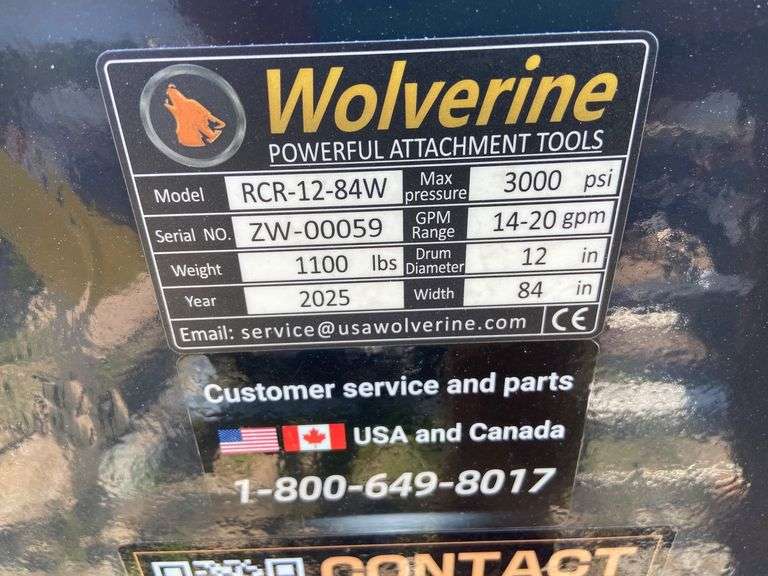 Wolverine
POWERFUL ATTACHMENT TOOLS
Model RCR-12-84W Max pressure 3000 psi
Serial NO. ZW-00059 GPM Range 14-20 gpm
Weight 1100 lbs Drum Diameter 12 in
Year 2025 Width 84 in
Email: service@usawolverine.com CE
Customer service and parts
USA and Canada
1-800-649-8017
CONTACT